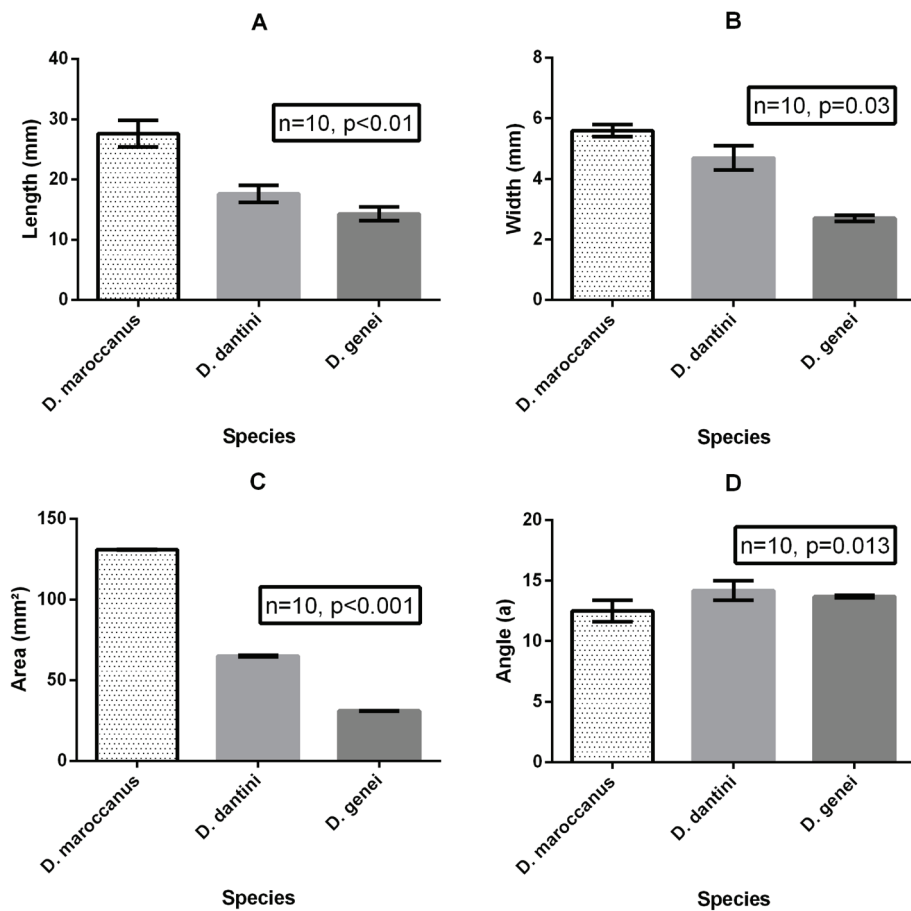 A
Length (mm)
40
30
20
10
0
n=10, p<0.01
D. maroccanus
D. dantini
D. genei
Species
B
Width (mm)
8
6
4
2
0
n=10, p=0.03
D. maroccanus
D. dantini
D. genei
Species
C
Area (mm²)
150
100
50
0
n=10, p<0.001
D. maroccanus
D. dantini
D. genei
Species
D
Angle (a)
20
15
10
5
0
n=10, p=0.013
D. maroccanus
D. dantini
D. genei
Species